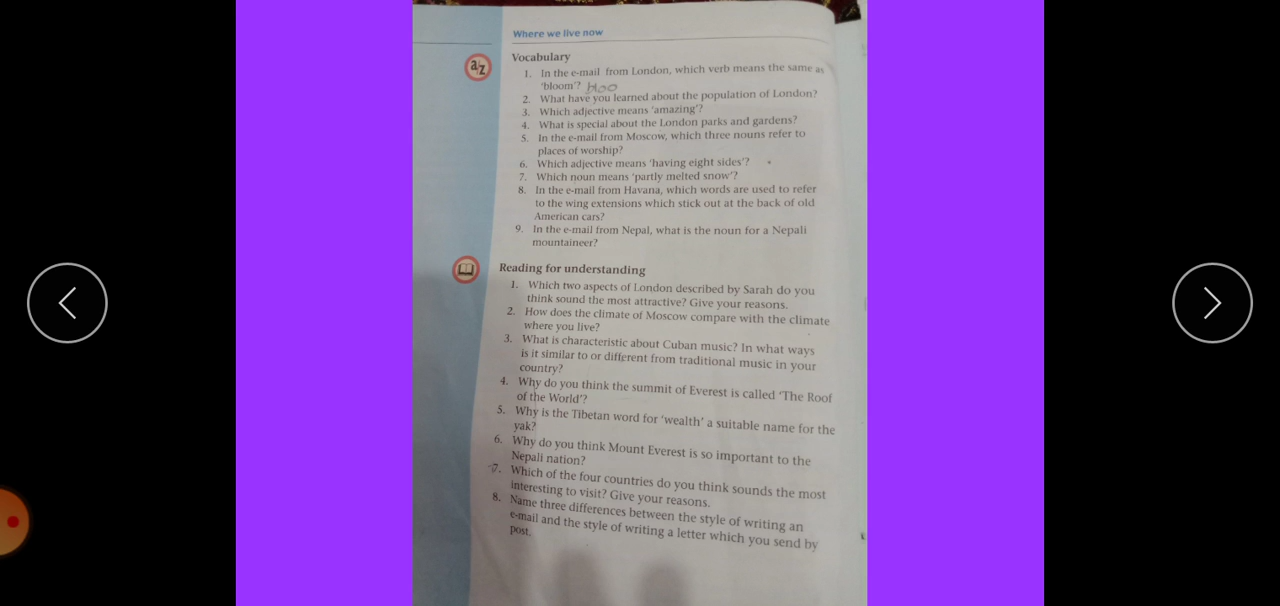 Where we live now
a/z
Vocabulary
1. In the e-mail from London, which verb means the same as
'bloom'? bloo
2. What have you learned about the population of London?
3. Which adjective means 'amazing'?
4. What is special about the London parks and gardens?
5. In the e-mail from Moscow, which three nouns refer to
places of worship?
6. Which adjective means 'having eight sides'?
7. Which noun means 'partly melted snow'?
8. In the e-mail from Havana, which words are used to refer
to the wing extensions which stick out at the back of old
American cars?
9. In the e-mail from Nepal, what is the noun for a Nepali
mountaineer?
Reading for understanding
1. Which two aspects of London described by Sarah do you
think sound the most attractive? Give your reasons.
2. How does the climate of Moscow compare with the climate
where you live?
3. What is characteristic about Cuban music? In what ways
is it similar to or different from traditional music in your
country?
4. Why do you think the summit of Everest is called 'The Roof
of the World'?
5. Why is the Tibetan word for 'wealth' a suitable name for the
yak?
6. Why do you think Mount Everest is so important to the
Nepali nation?
7. Which of the four countries do you think sounds the most
interesting to visit? Give your reasons.
8. Name three differences between the style of writing an
e-mail and the style of writing a letter which you send by
post.